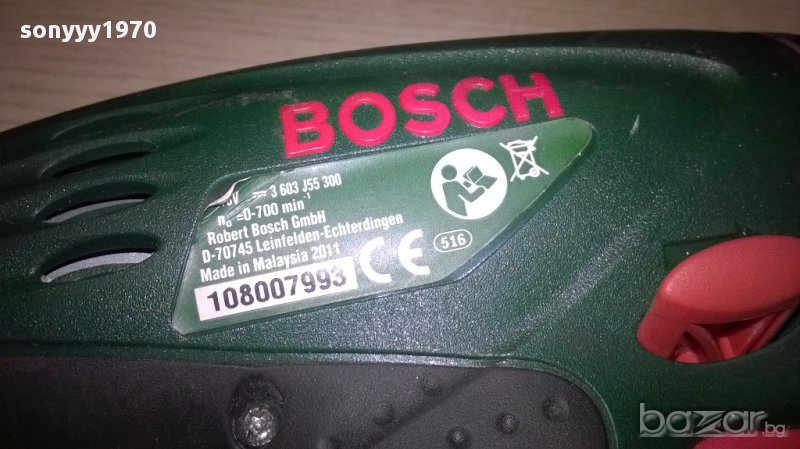 sonyyy1970
BOSCH
3 603 J55 300
n₀ =0-700 min⁻¹
Robert Bosch GmbH
D-70745 Leinfelden-Echterdingen
Made in Malaysia 2011
CE
516
108007993
bazar.bg